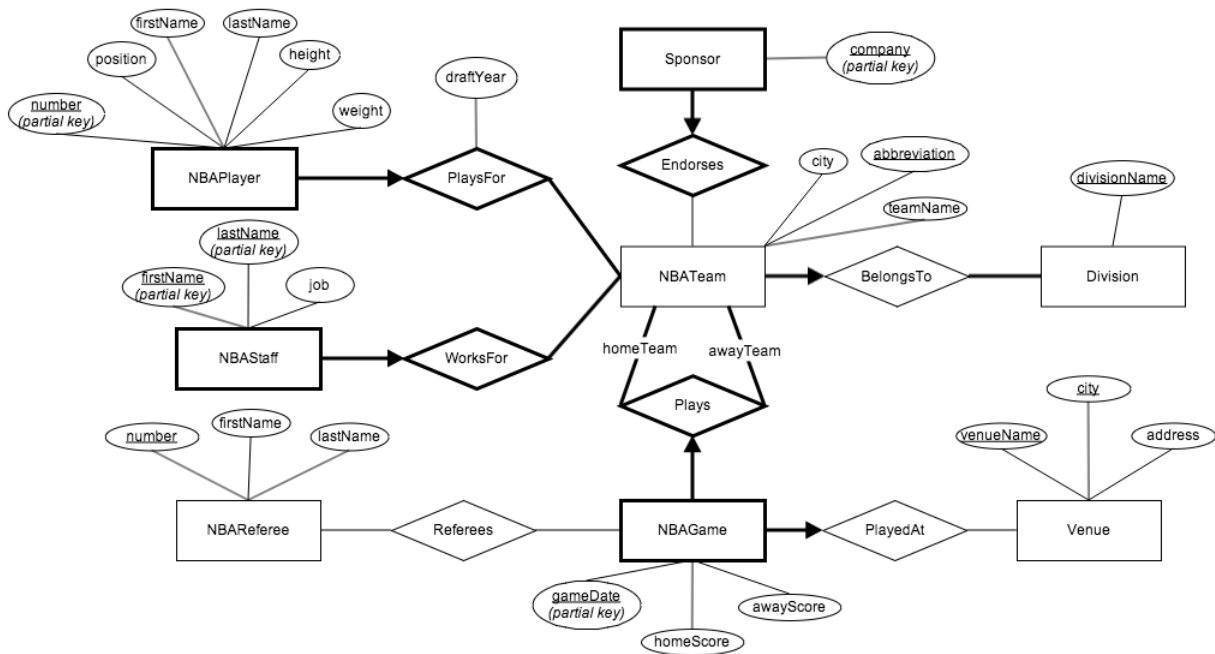 firstName
lastName
position
height
number
(partial key)
weight
NBAPlayer
draftYear
PlaysFor
Sponsor
company
(partial key)
Endorses
city
abbreviation
teamName
divisionName
NBATeam
BelongsTo
Division
lastName
(partial key)
firstName
(partial key)
job
NBAStaff
WorksFor
homeTeam
awayTeam
Plays
number
firstName
lastName
NBAReferee
Referees
NBAGame
PlayedAt
Venue
venueName
city
address
gameDate
(partial key)
homeScore
awayScore